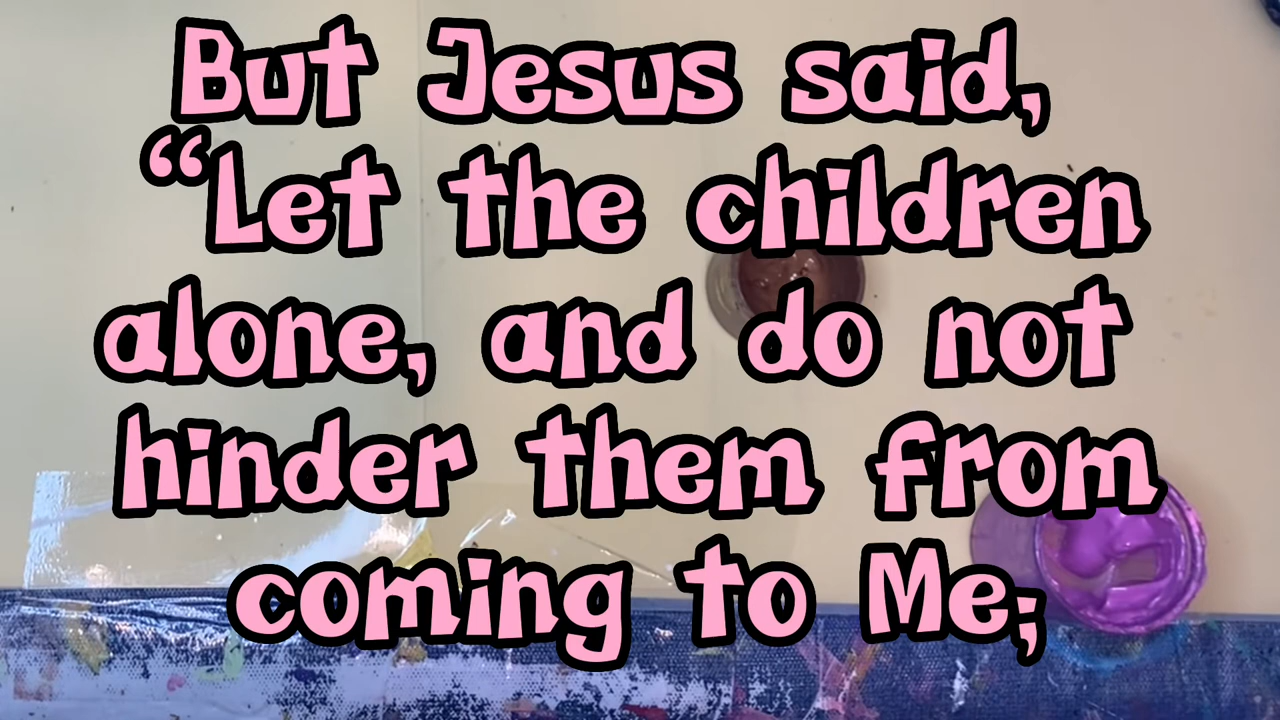 But Jesus said,
“Let the children
alone, and do not
hinder them from
coming to Me;